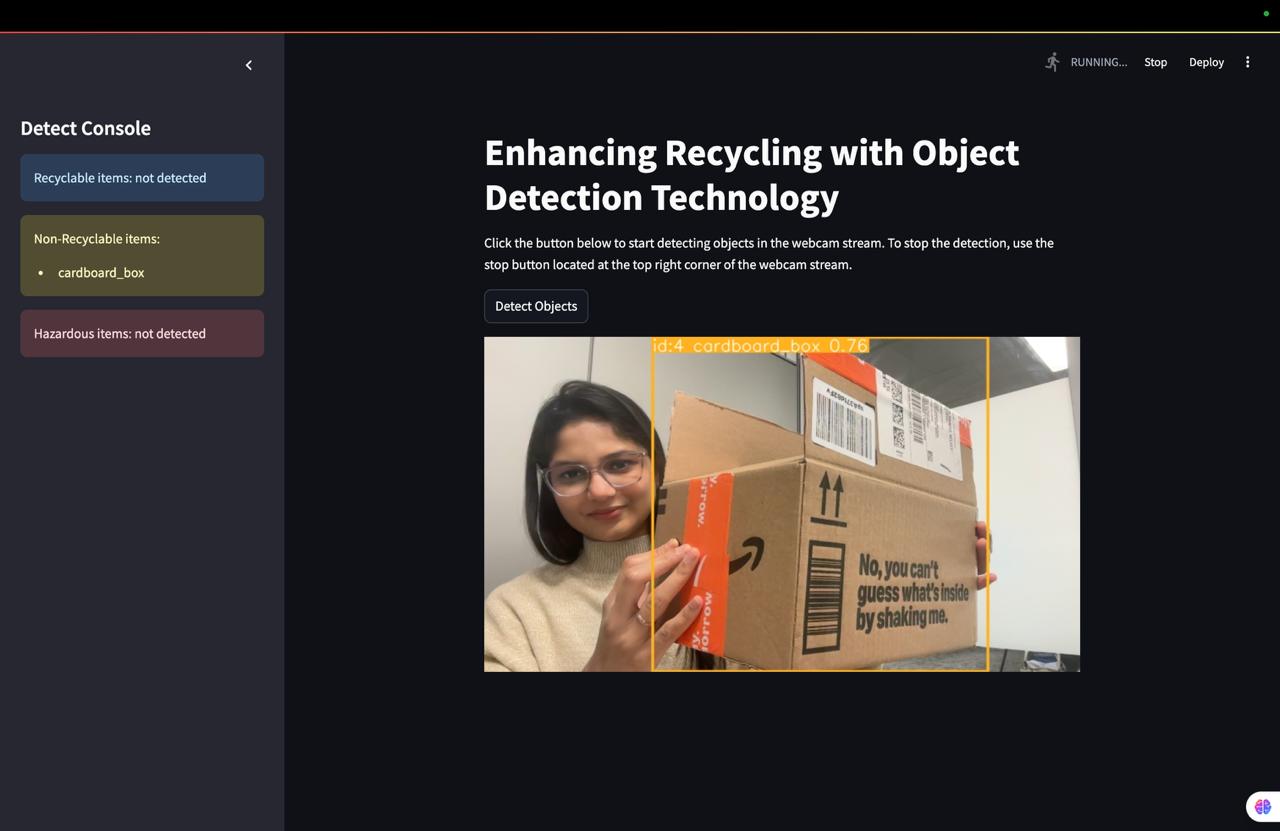 RUNNING...
Stop
Deploy
Detect Console
Recyclable items: not detected
Non-Recyclable items:
• cardboard_box
Hazardous items: not detected
Enhancing Recycling with Object
Detection Technology
Click the button below to start detecting objects in the webcam stream. To stop the detection, use the
stop button located at the top right corner of the webcam stream.
Detect Objects
id:4 cardboard_box 0.76
No, you can't
guess what's inside
by shaking me.